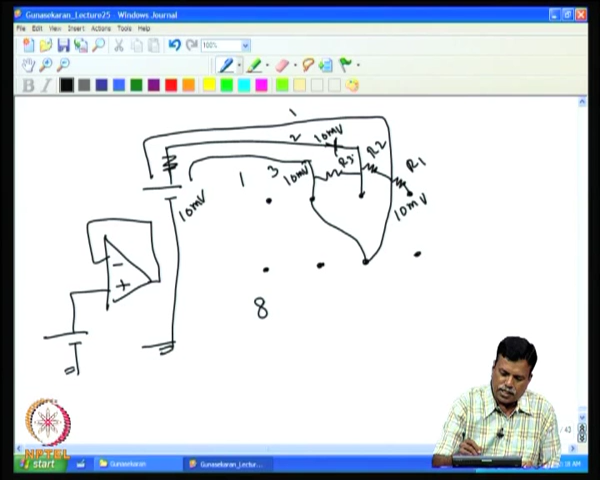 Gunasekaran_Lecture25 - Windows Journal
File Edit View Insert Actions Tools Help
100%
B I
1
2
10mV
R2
R1
R3
10mV
3
1
10mV
10mV
-
+
8
NPTEL
start
Gunasekaran
Gunasekaran_Lectur...